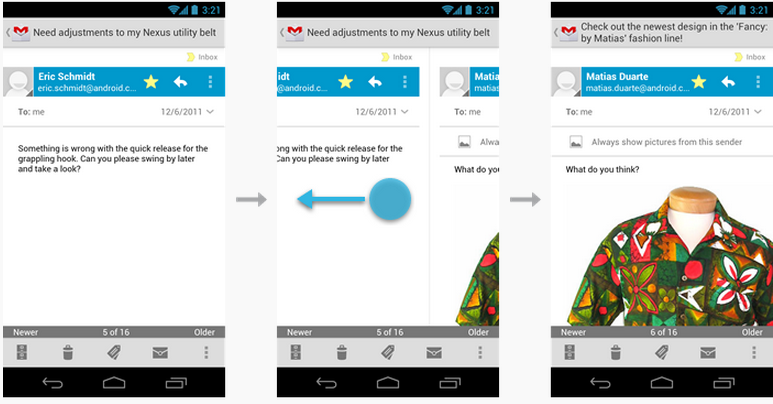 3:21
Need adjustments to my Nexus utility belt
Inbox
Eric Schmidt
eric.schmidt@android.c...
To: me
12/6/2011
Something is wrong with the quick release for the
grappling hook. Can you please swing by later
and take a look?
Newer
5 of 16
Older
3:21
Need adjustments to my Nexus utility belt
Inbox
idt
@android.c...
12/6/2011
ong with the quick release for the
Can you please swing by later
Matia
matias
To: me
Alwa
What do you
Newer
5 of 16
Older
3:21
Check out the newest design in the 'Fancy:
by Matias' fashion line!
Inbox
Matias Duarte
matias.duarte@android.c...
To: me
12/6/2011
Always show pictures from this sender
What do you think?
Newer
6 of 16
Older